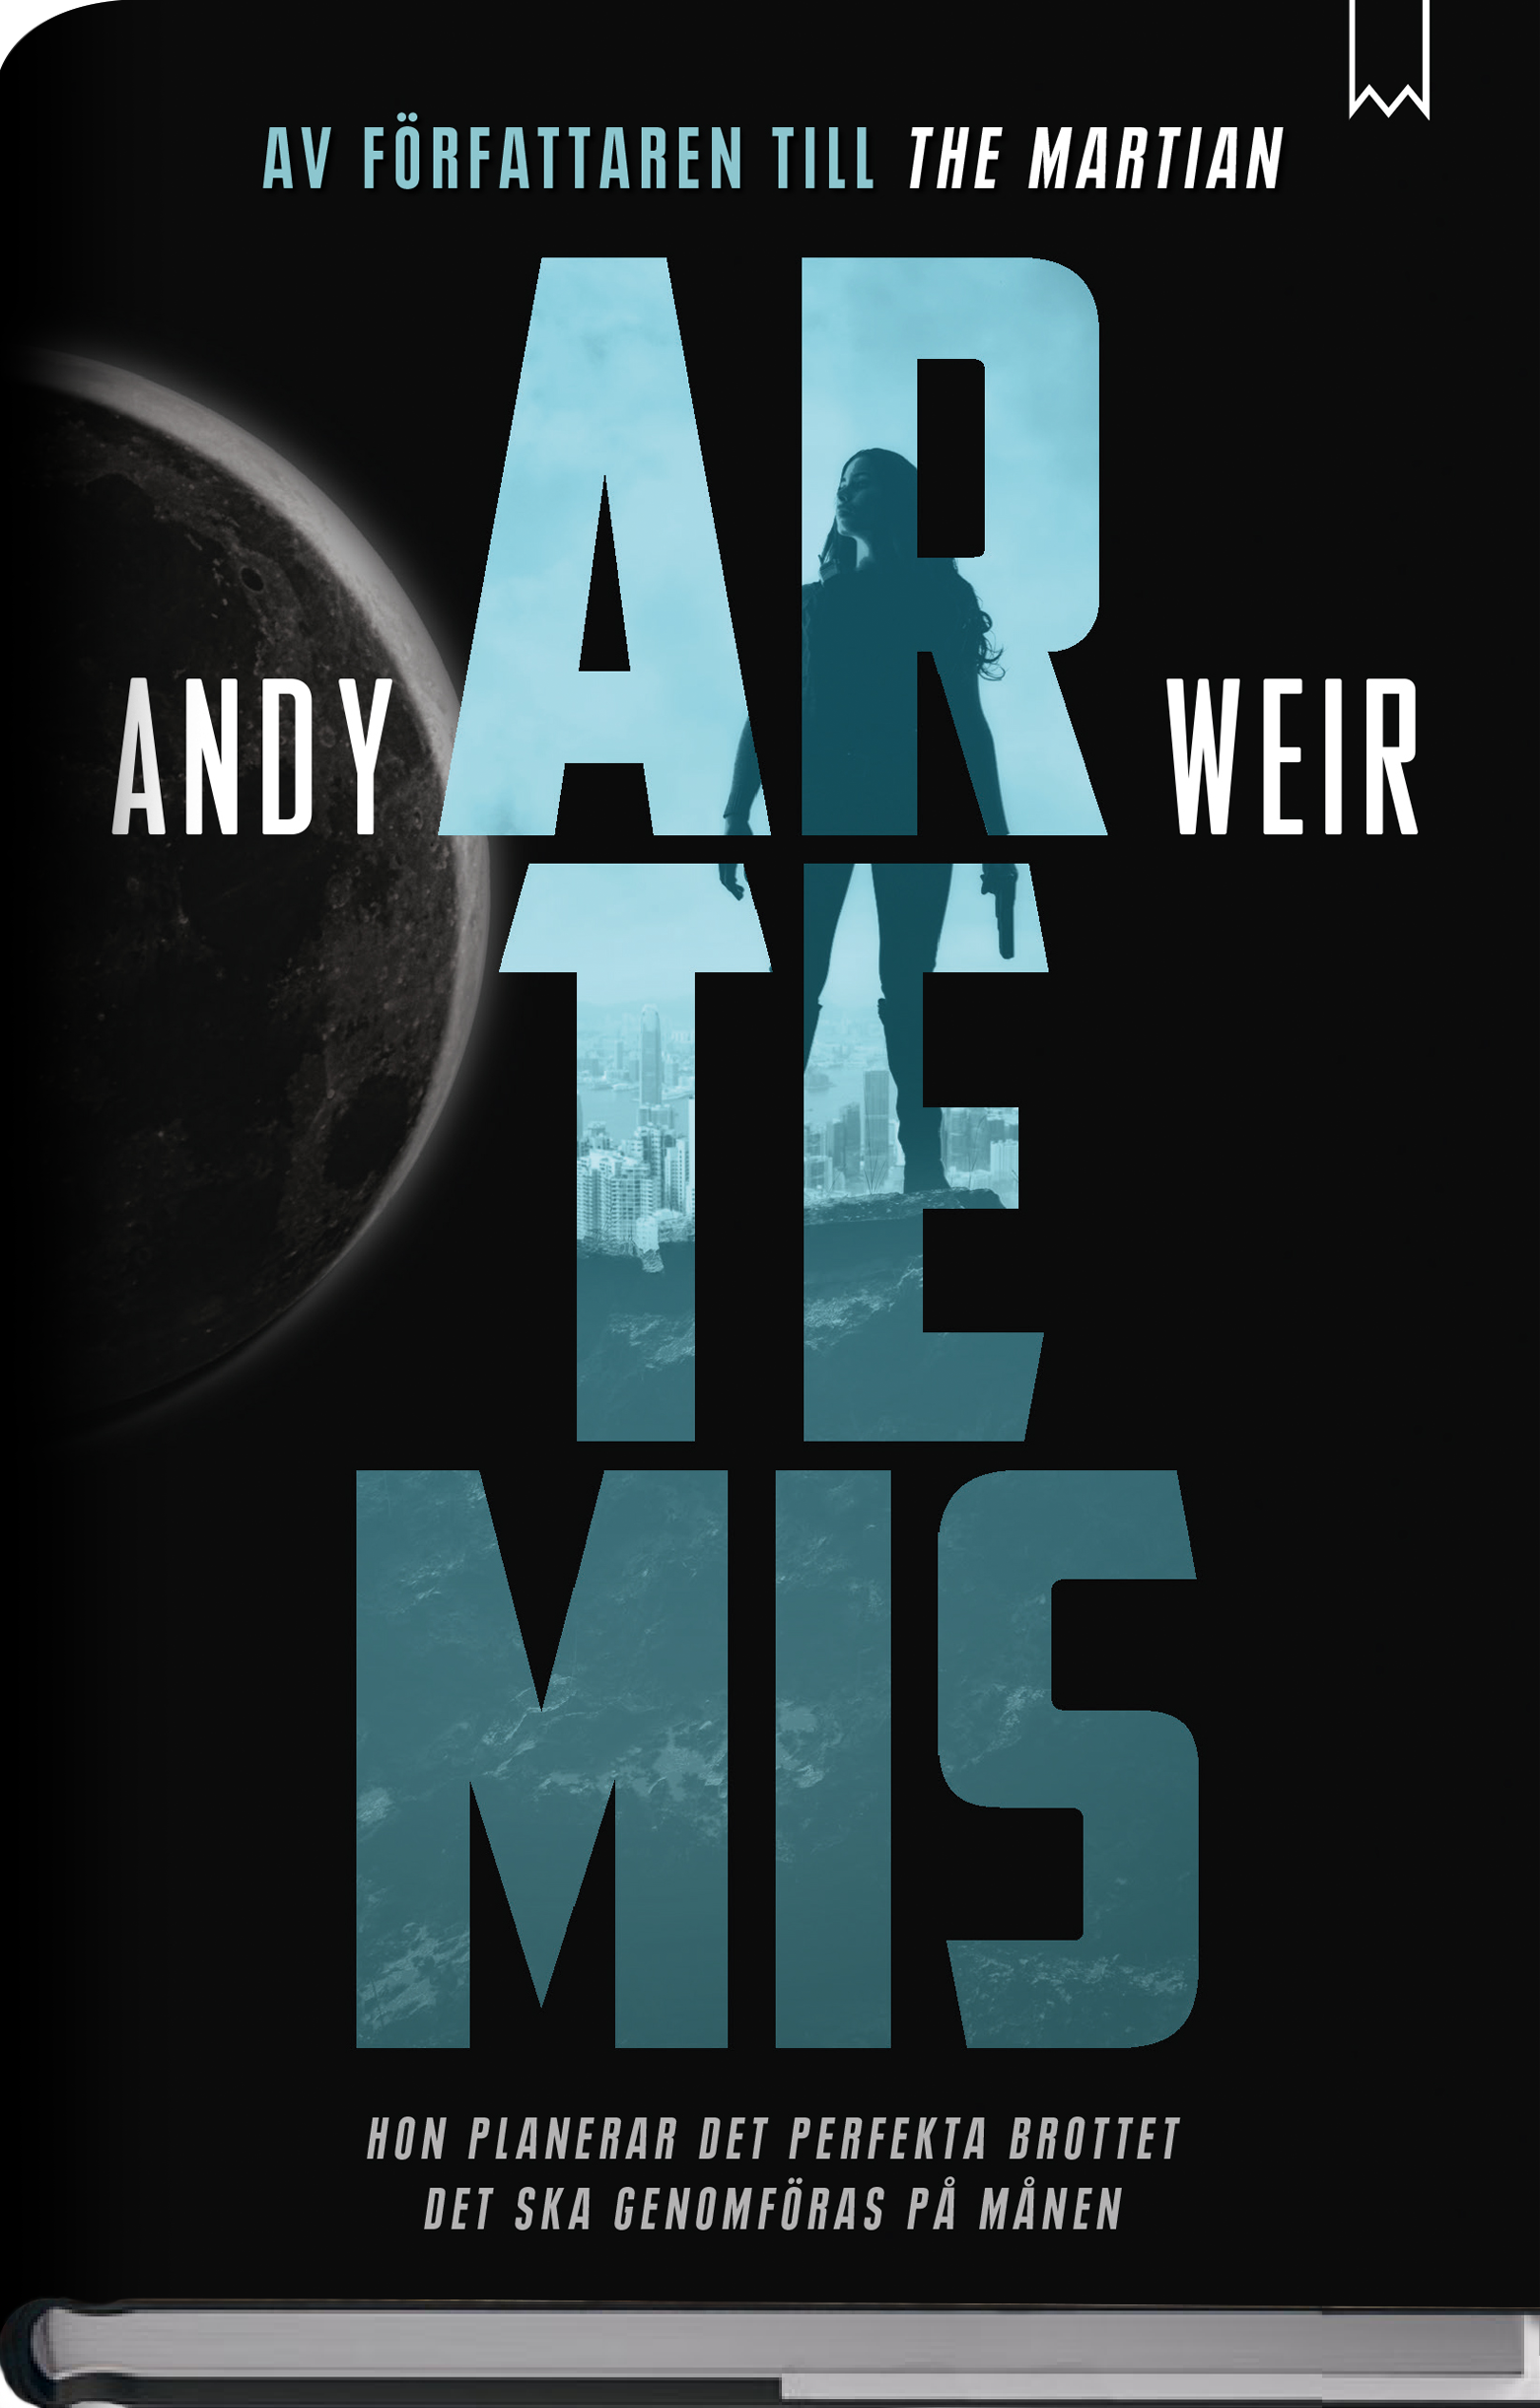 AV FÖRFATTAREN TILL THE MARTIAN
ANDY WEIR
AR
TE
MIS
HON PLANERAR DET PERFEKTA BROTTET
DET SKA GENOMFÖRAS PÅ MÅNEN